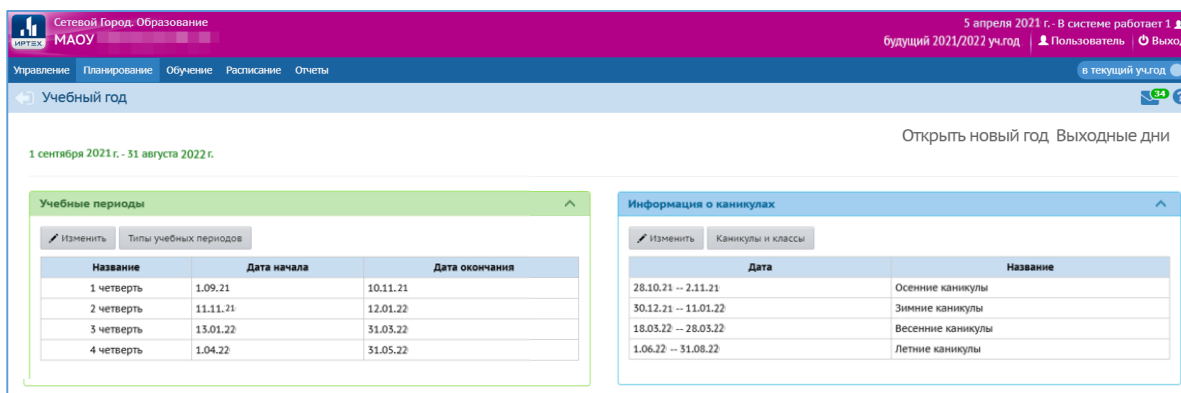 Сетевой Город. Образование
5 апреля 2021 г. - В системе работает 1
ИРТЕХ
МАОУ
будущий 2021/2022 уч.год Пользователь
Управление Планирование Обучение Расписание Отчеты
в текущий уч.год
Учебный год
34
Открыть новый год Выходные дни
1 сентября 2021 г. - 31 августа 2022 г.
Учебные периоды
Изменить Типы учебных периодов
Название Дата начала Дата окончания
1 четверть 1.09.21 10.11.21
2 четверть 11.11.21 12.01.22
3 четверть 13.01.22 31.03.22
4 четверть 1.04.22 31.05.22
Информация о каникулах
Изменить Каникулы и классы
Дата Название
28.10.21 -- 2.11.21 Осенние каникулы
30.12.21 -- 11.01.22 Зимние каникулы
18.03.22 -- 28.03.22 Весенние каникулы
1.06.22 -- 31.08.22 Летние каникулы